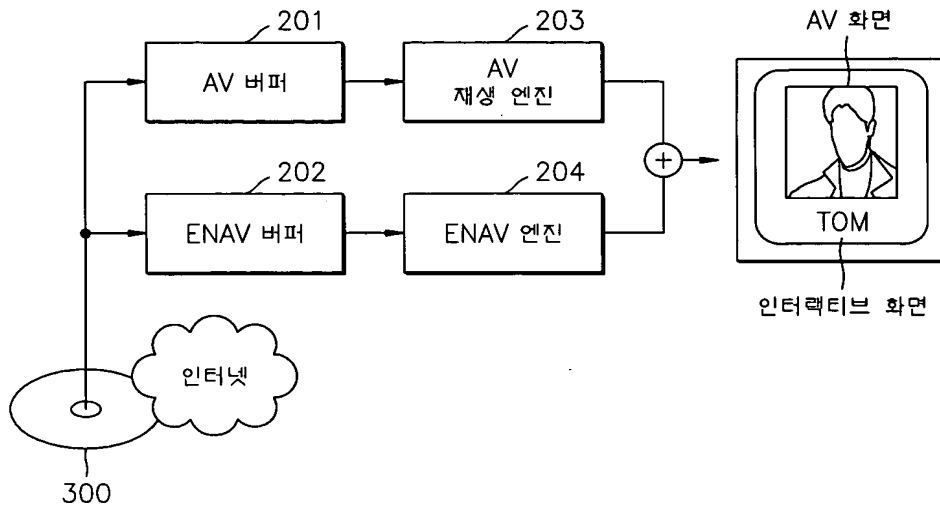 201
203
AV 화면
AV 버퍼
AV
재생 엔진
202
204
ENAV 버퍼
ENAV 엔진
TOM
인터랙티브 화면
인터넷
300